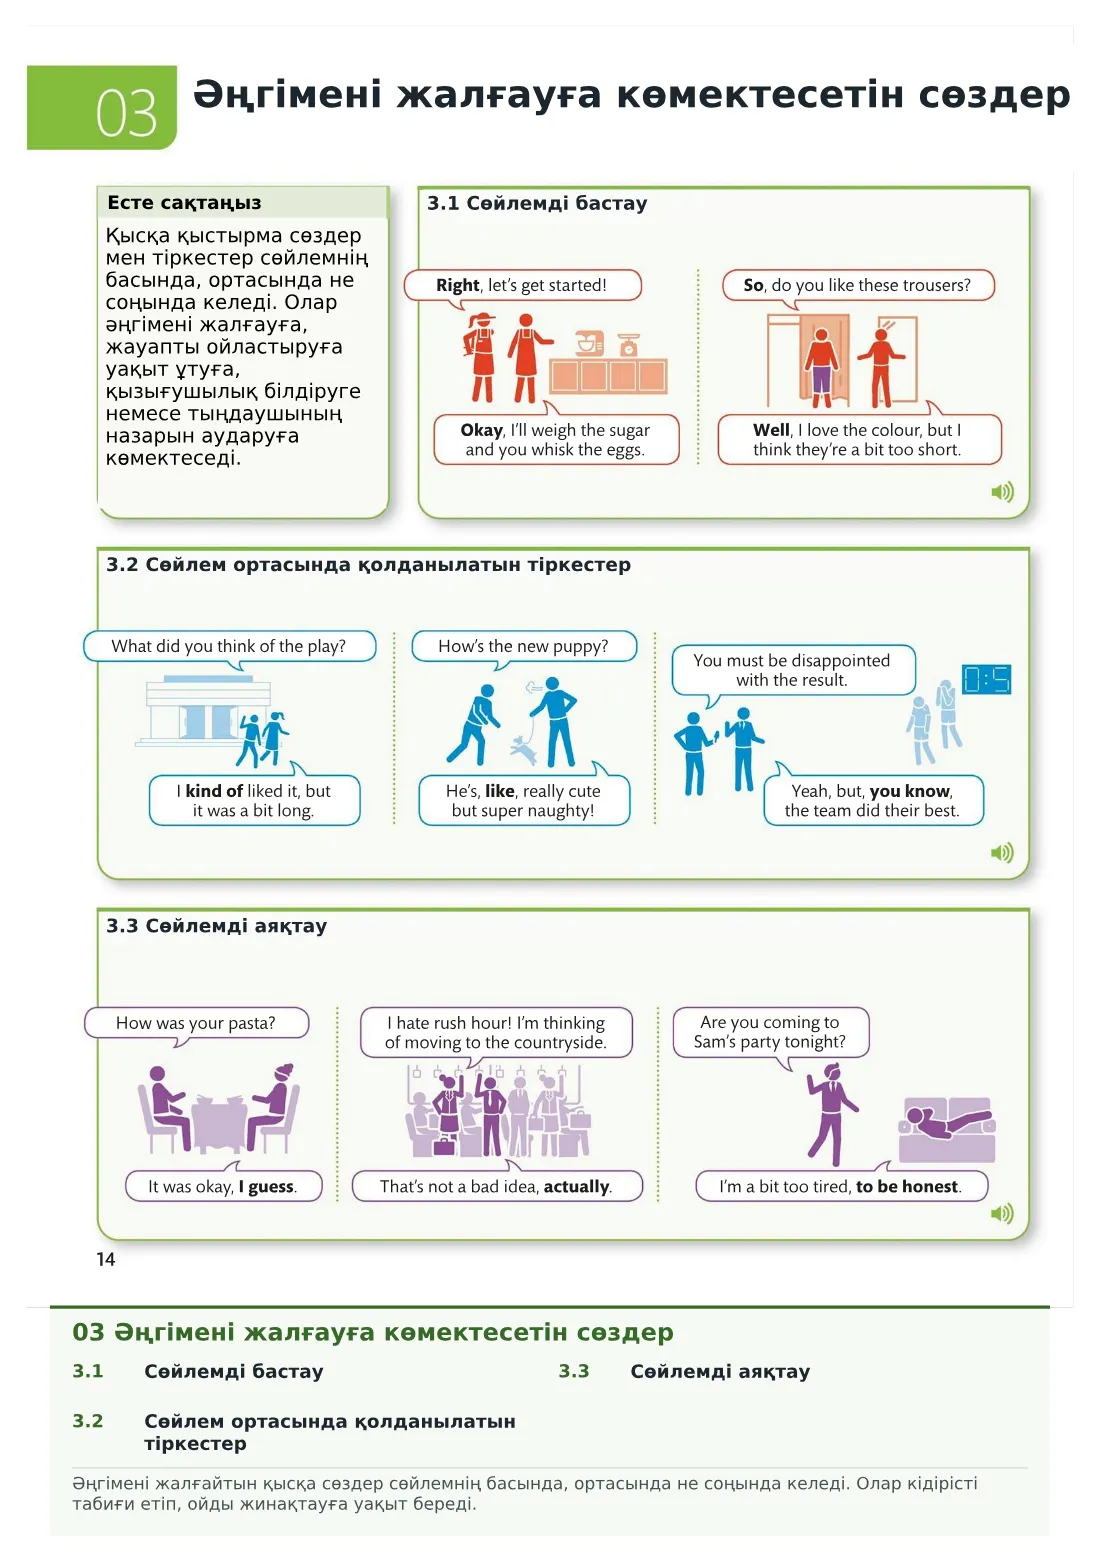 03
Әңгімені жалғауға көмектесетін сөздер
Есте сақтаңыз
Қысқа қыстырма сөздер
мен тіркестер сөйлемнің
басында, ортасында не
соңында келеді. Олар
әңгімені жалғауға,
жауапты ойластыруға
уақыт ұтуға,
қызығушылық білдіруге
немесе тыңдаушының
назарын аударуға
көмектеседі.
3.1 Сөйлемді бастау
Right, let's get started!
Okay, I'll weigh the sugar
and you whisk the eggs.
So, do you like these trousers?
Well, I love the colour, but I
think they're a bit too short.
3.2 Сөйлем ортасында қолданылатын тіркестер
What did you think of the play?
I kind of liked it, but
it was a bit long.
How's the new puppy?
He's, like, really cute
but super naughty!
You must be disappointed
with the result.
0:5
Yeah, but, you know,
the team did their best.
3.3 Сөйлемді аяқтау
How was your pasta?
It was okay, I guess.
I hate rush hour! I'm thinking
of moving to the countryside.
That's not a bad idea, actually.
Are you coming to
Sam's party tonight?
I'm a bit too tired, to be honest.
14
03 Әңгімені жалғауға көмектесетін сөздер
3.1 Сөйлемді бастау
3.2 Сөйлем ортасында қолданылатын
тіркестер
3.3 Сөйлемді аяқтау
Әңгімені жалғайтын қысқа сөздер сөйлемнің басында, ортасында не соңында келеді. Олар кідірісті
табиғи етіп, ойды жинақтауға уақыт береді.